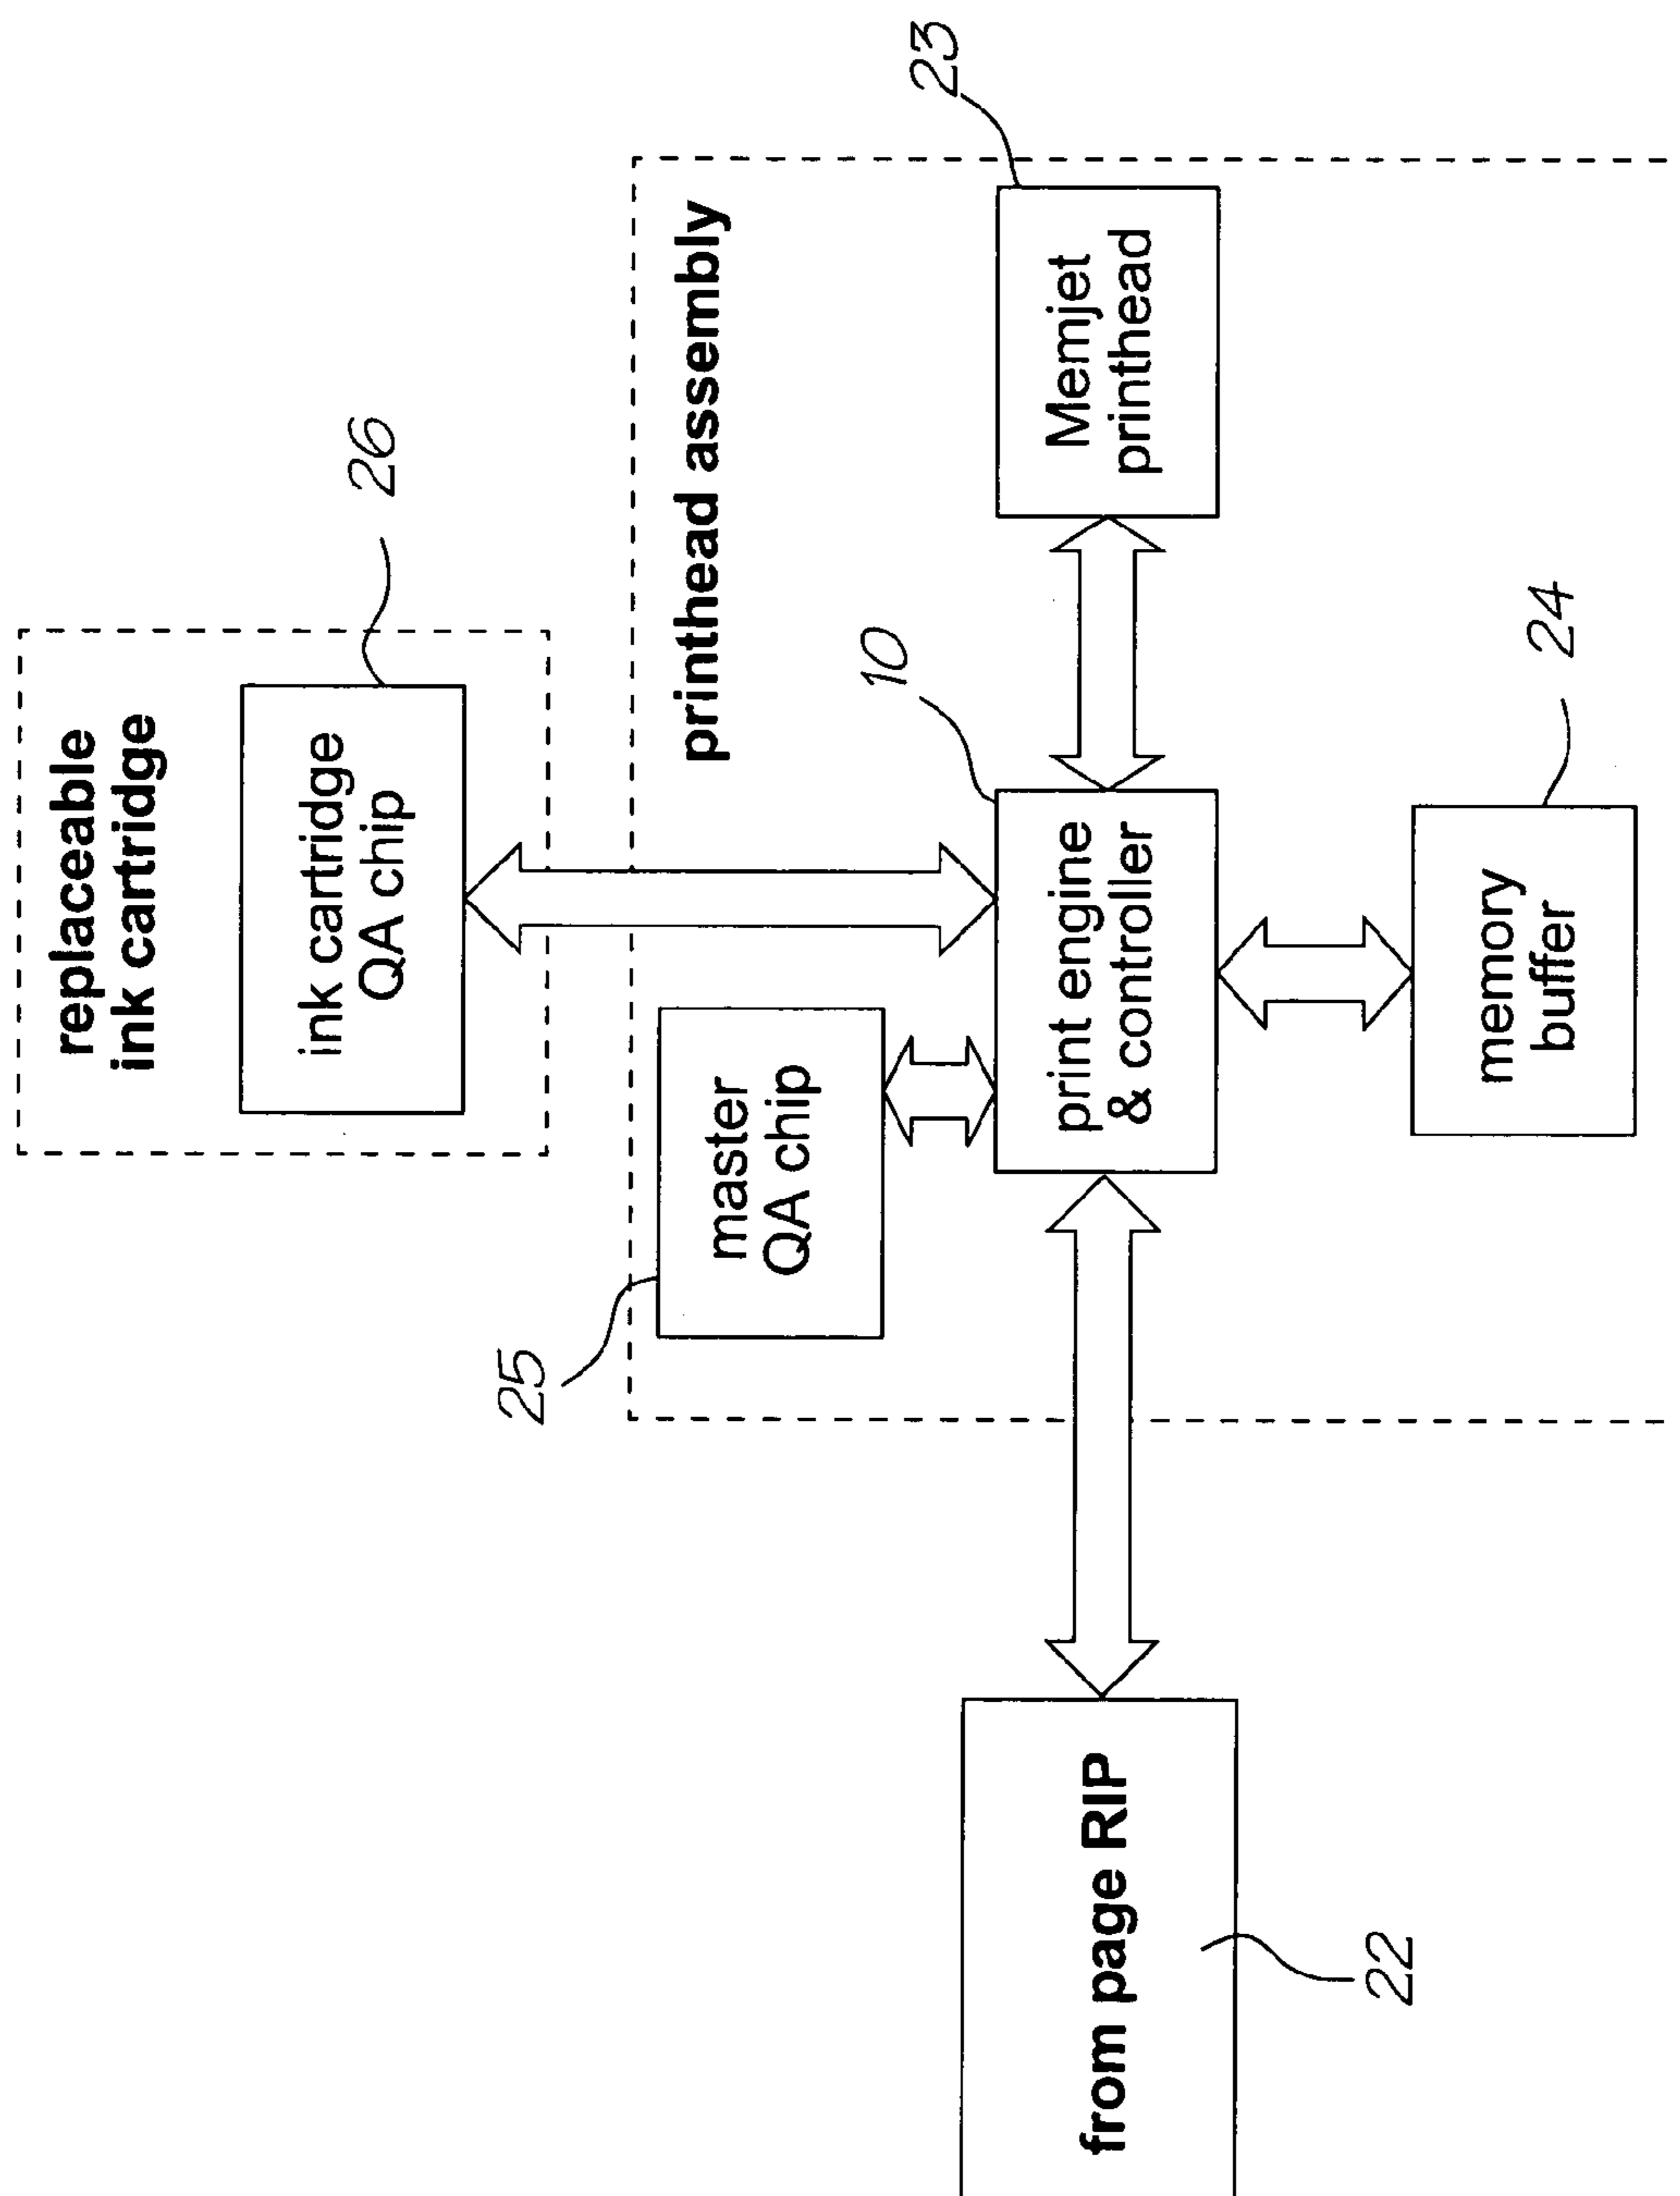 replaceable
ink cartridge
ink cartridge
QA chip
26
printhead assembly
25
master
QA chip
10
print engine
& controller
23
Memjet
printhead
from page RIP
22
memory
buffer
24